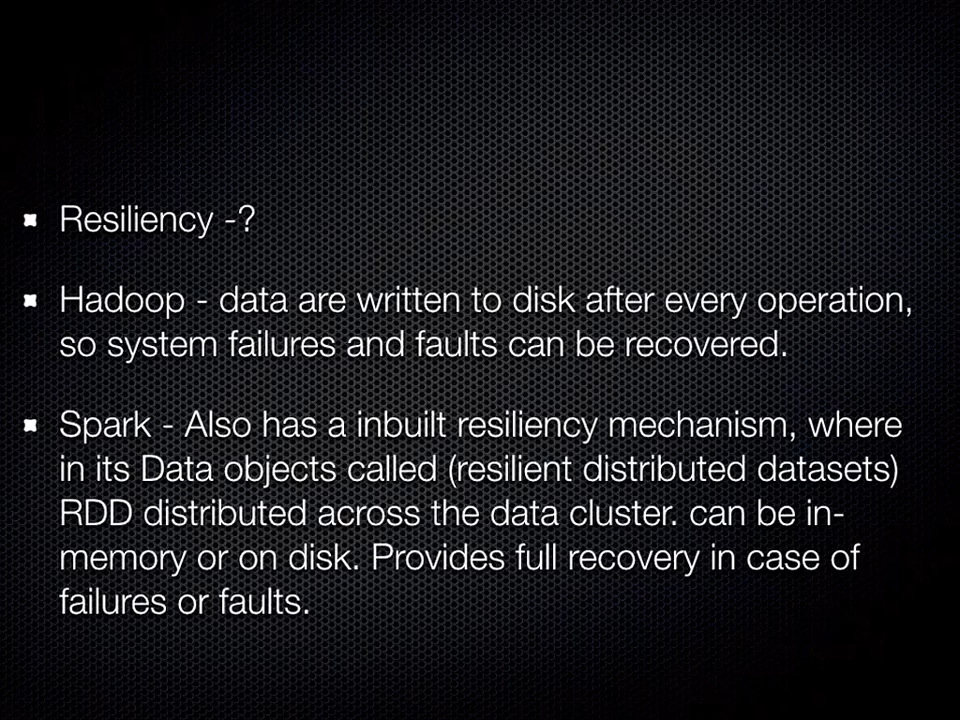 Resiliency -?
Hadoop - data are written to disk after every operation,
so system failures and faults can be recovered.
Spark - Also has a inbuilt resiliency mechanism, where
in its Data objects called (resilient distributed datasets)
RDD distributed across the data cluster. can be in-
memory or on disk. Provides full recovery in case of
failures or faults.